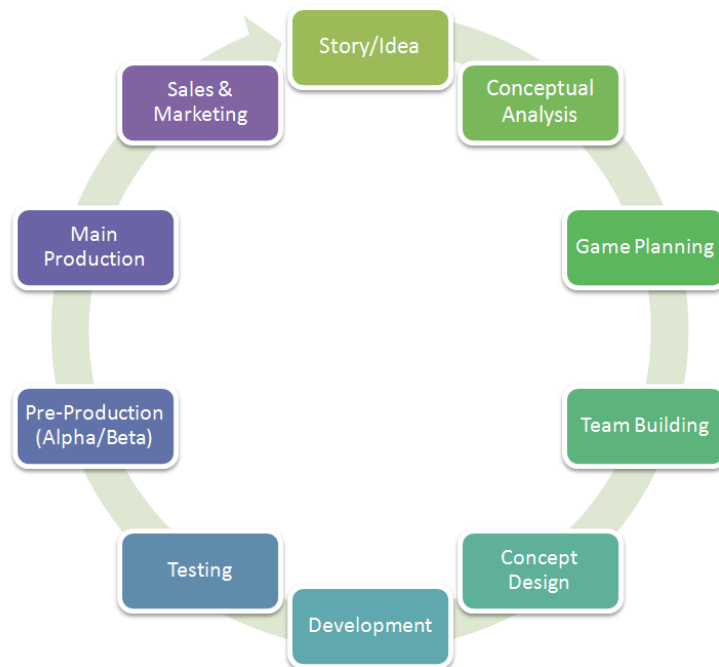 Story/Idea
Conceptual
Analysis
Game Planning
Team Building
Concept
Design
Development
Testing
Pre-Production
(Alpha/Beta)
Main
Production
Sales &
Marketing